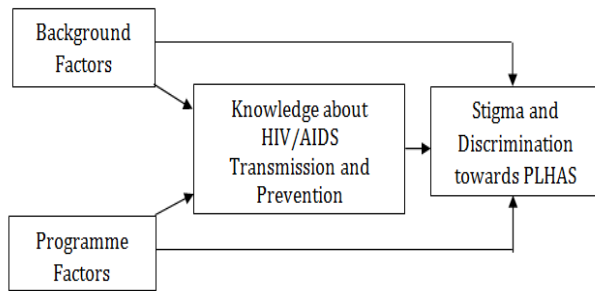 Background
Factors
Knowledge about
HIV/AIDS
Transmission and
Prevention
Stigma and
Discrimination
towards PLHAS
Programme
Factors